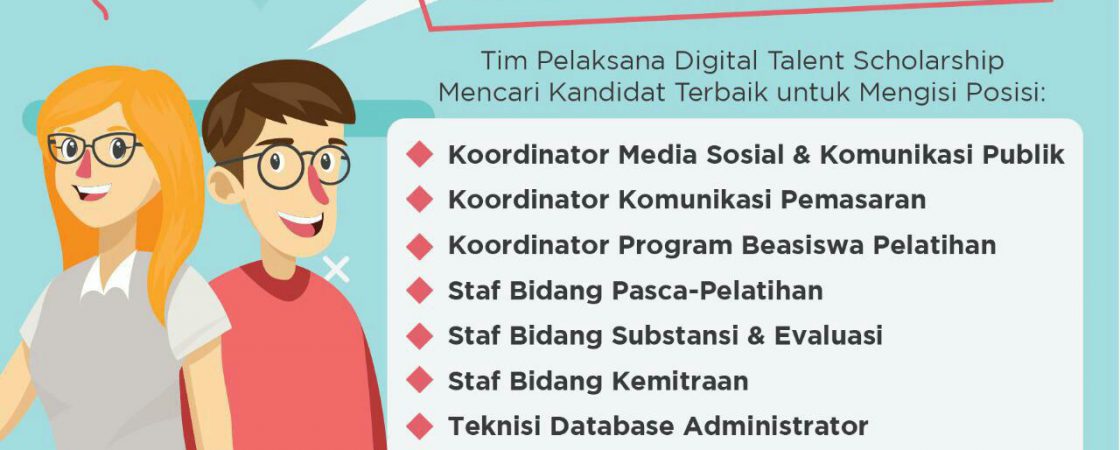 Tim Pelaksana Digital Talent Scholarship
Mencari Kandidat Terbaik untuk Mengisi Posisi:
Koordinator Media Sosial & Komunikasi Publik
Koordinator Komunikasi Pemasaran
Koordinator Program Beasiswa Pelatihan
Staf Bidang Pasca-Pelatihan
Staf Bidang Substansi & Evaluasi
Staf Bidang Kemitraan
Teknisi Database Administrator